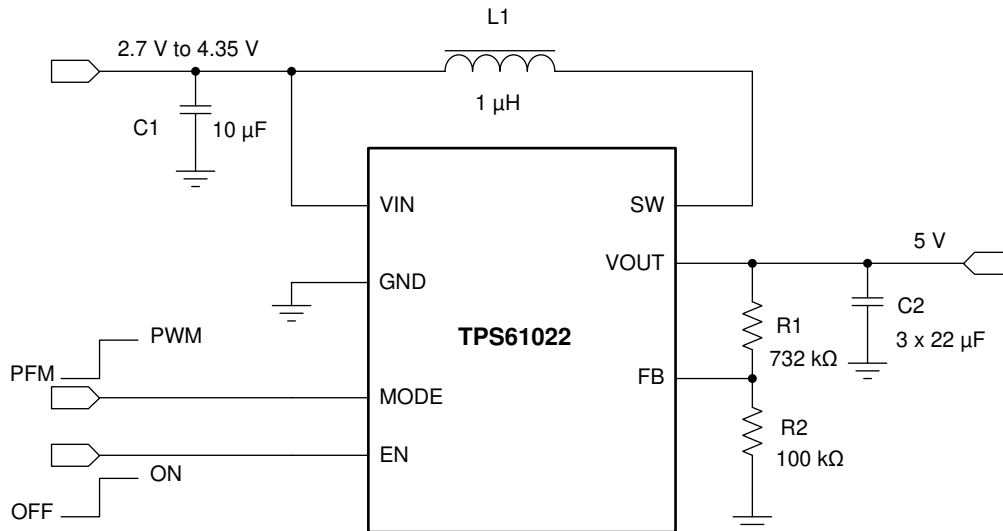 L1
2.7 V to 4.35 V
1 µH
C1
10 µF
VIN
SW
5 V
VOUT
GND
C2
3 x 22 µF
R1
732 kΩ
TPS61022
PWM
PFM
FB
MODE
R2
100 kΩ
EN
ON
OFF